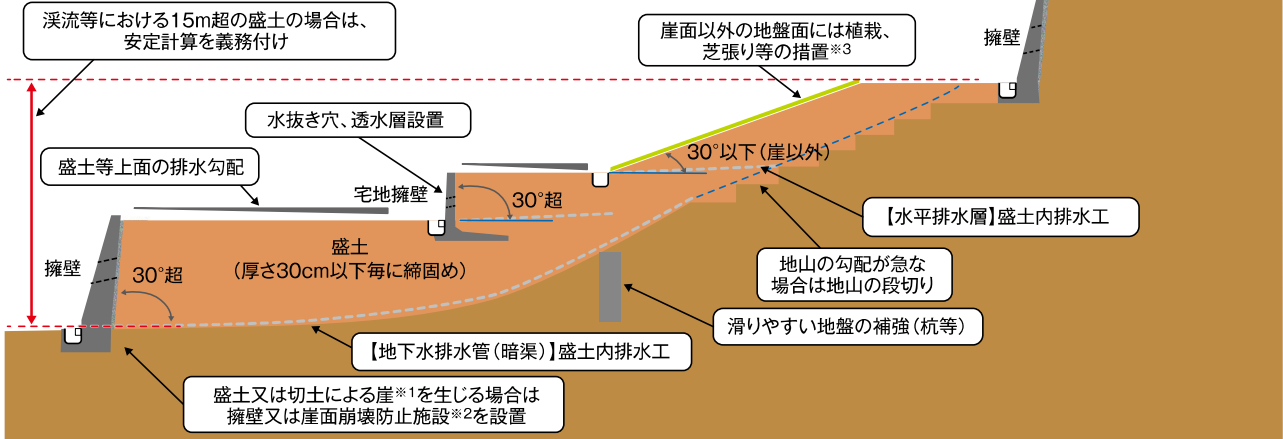 渓流等における15m超の盛土の場合は、
安定計算を義務付け
崖面以外の地盤面には植栽、
芝張り等の措置※3
擁壁
水抜き穴、透水層設置
盛土等上面の排水勾配
宅地擁壁
30°超
30°以下（崖以外）
【水平排水層】盛土内排水工
擁壁
30°超
盛土
（厚さ30cm以下毎に締固め）
地山の勾配が急な
場合は地山の段切り
滑りやすい地盤の補強（杭等）
【地下水排水管（暗渠）】盛土内排水工
盛土又は切土による崖※1を生じる場合は
擁壁又は崖面崩壊防止施設※2を設置